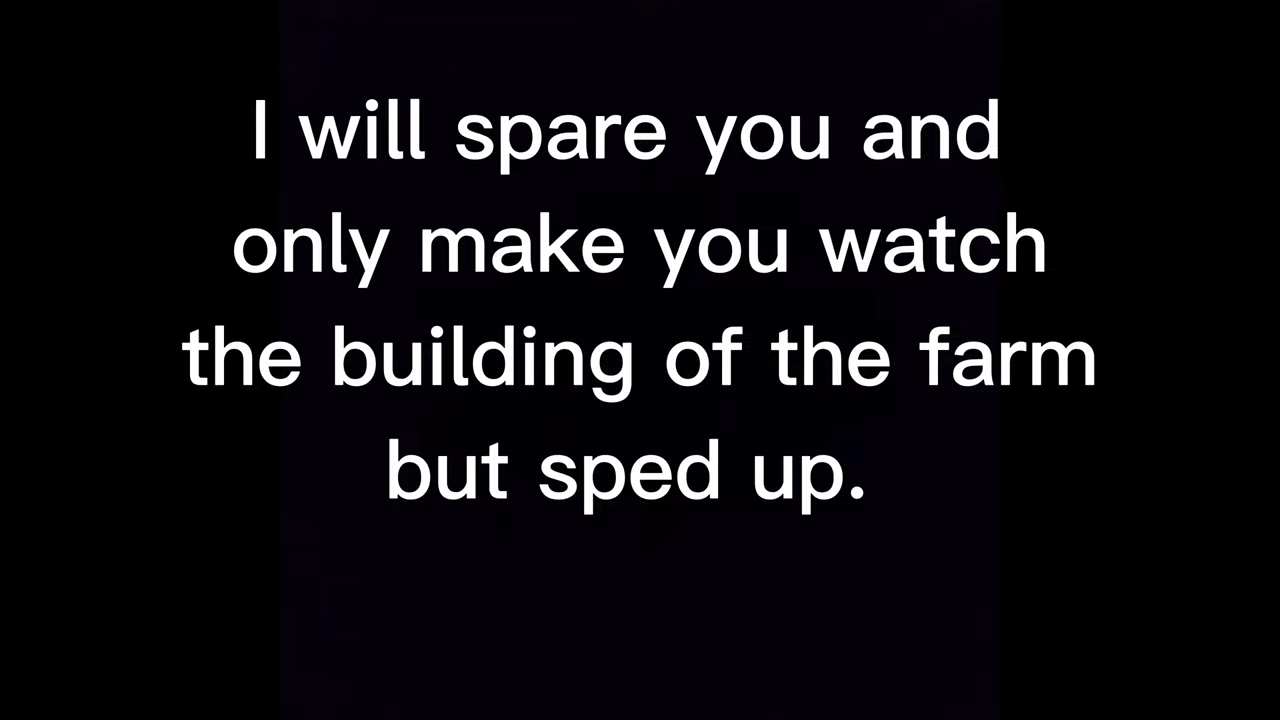 I will spare you and
only make you watch
the building of the farm
but sped up.